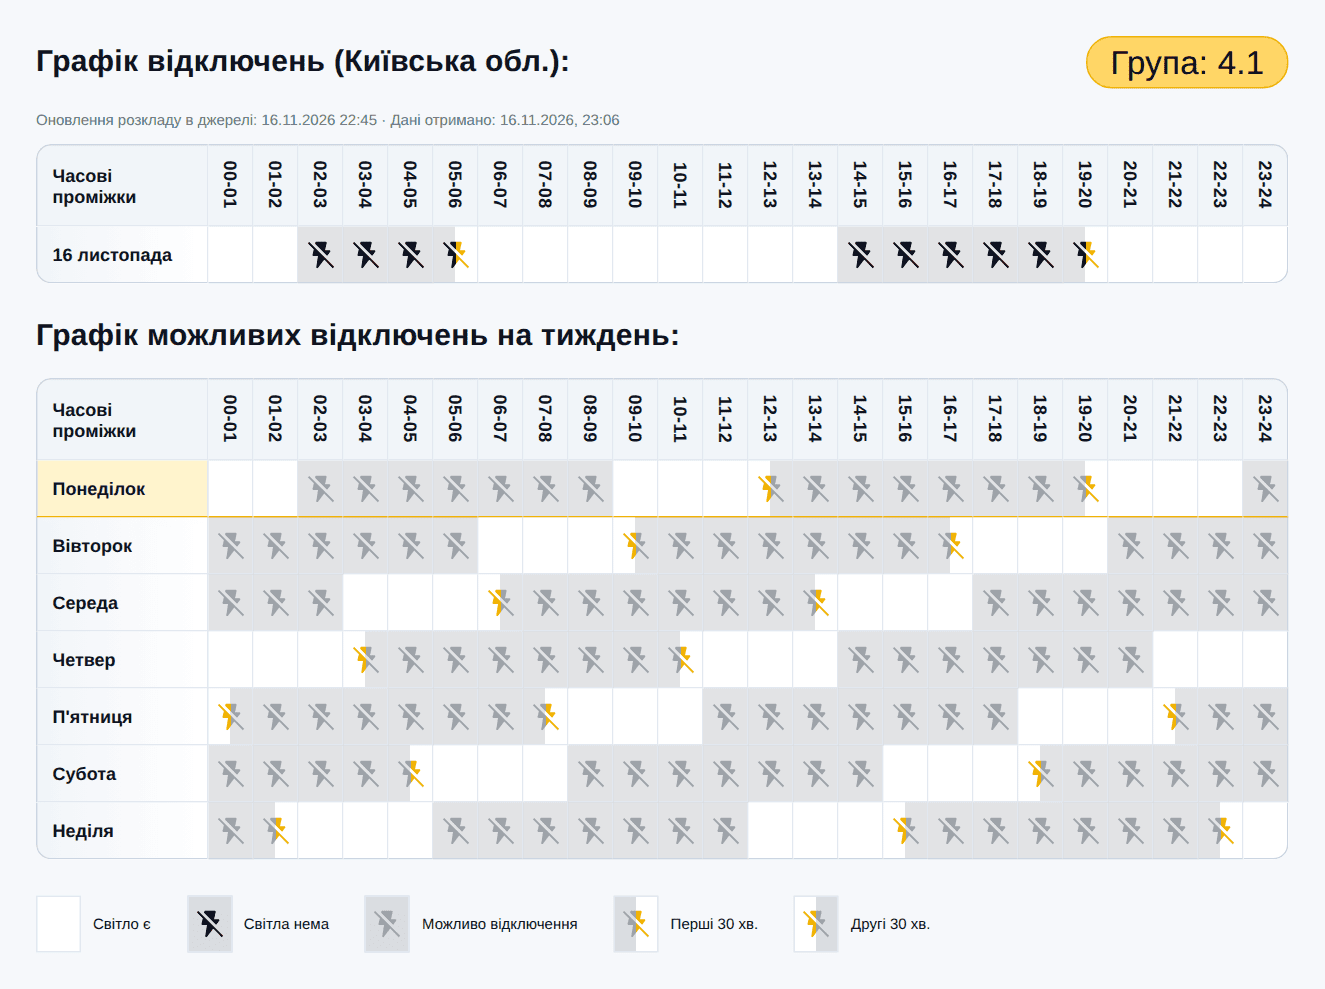 Графік відключень (Київська обл.):
Група: 4.1
Оновлення розкладу в джерелі: 16.11.2026 22:45 · Дані отримано: 16.11.2026, 23:06
Часові проміжки 00-01 01-02 02-03 03-04 04-05 05-06 06-07 07-08 08-09 09-10 10-11 11-12 12-13 13-14 14-15 15-16 16-17 17-18 18-19 19-20 20-21 21-22 22-23 23-24
16 листопада
Графік можливих відключень на тиждень:
Часові проміжки 00-01 01-02 02-03 03-04 04-05 05-06 06-07 07-08 08-09 09-10 10-11 11-12 12-13 13-14 14-15 15-16 16-17 17-18 18-19 19-20 20-21 21-22 22-23 23-24
Понеділок
Вівторок
Середа
Четвер
П'ятниця
Субота
Неділя
Світло є
Світла нема
Можливо відключення
Перші 30 хв.
Другі 30 хв.